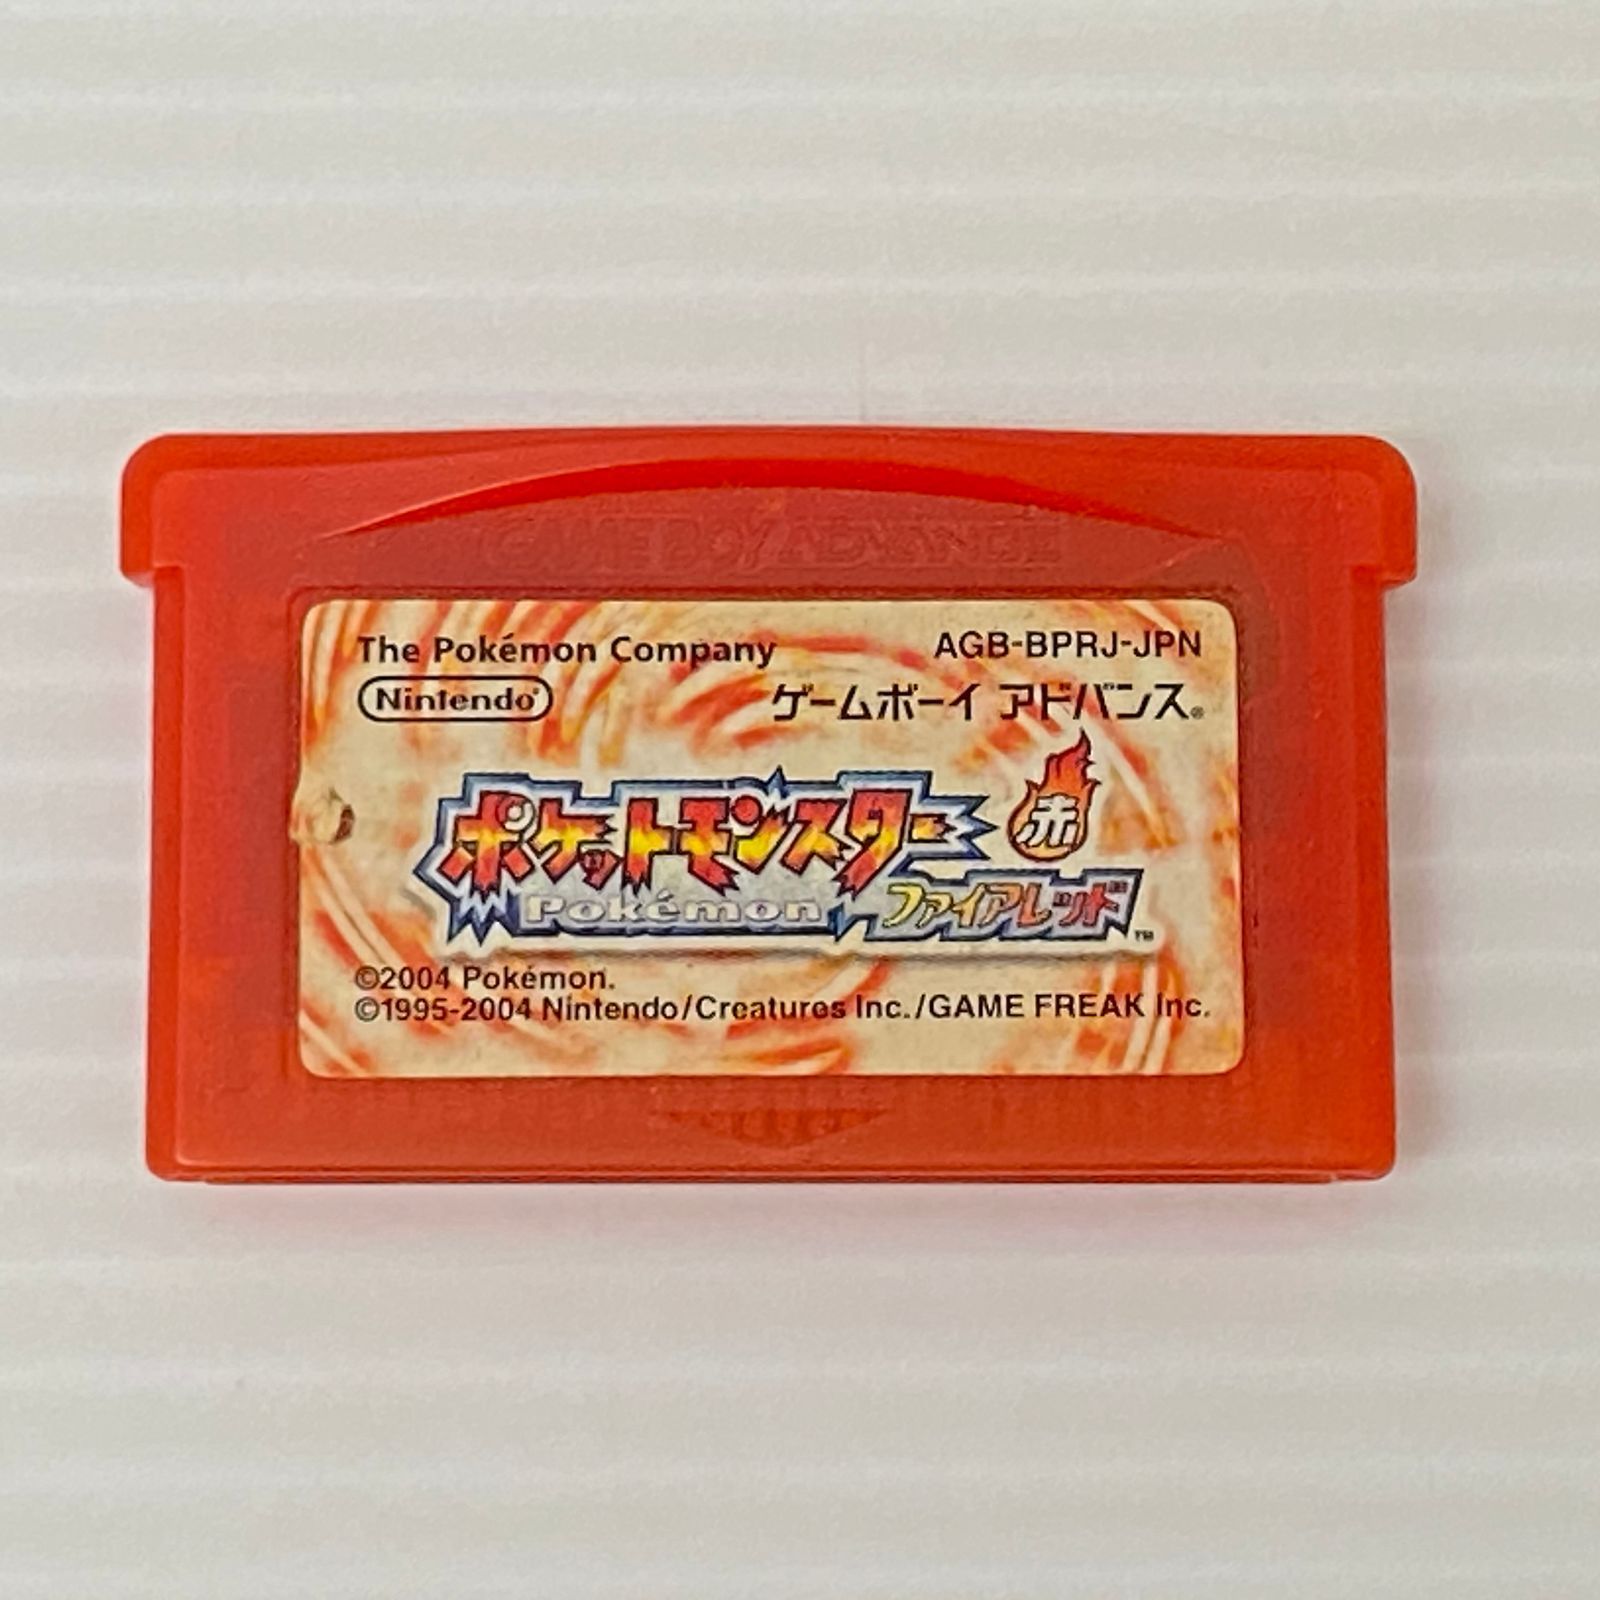 GAME BOY ADVANCE
The Pokémon Company
AGB-BPRJ-JPN
Nintendo®
ゲームボーイ アドバンス®
ポケットモンスター
赤
Pokémon
ファイアレッド™
©2004 Pokémon.
©1995-2004 Nintendo/Creatures Inc./GAME FREAK Inc.